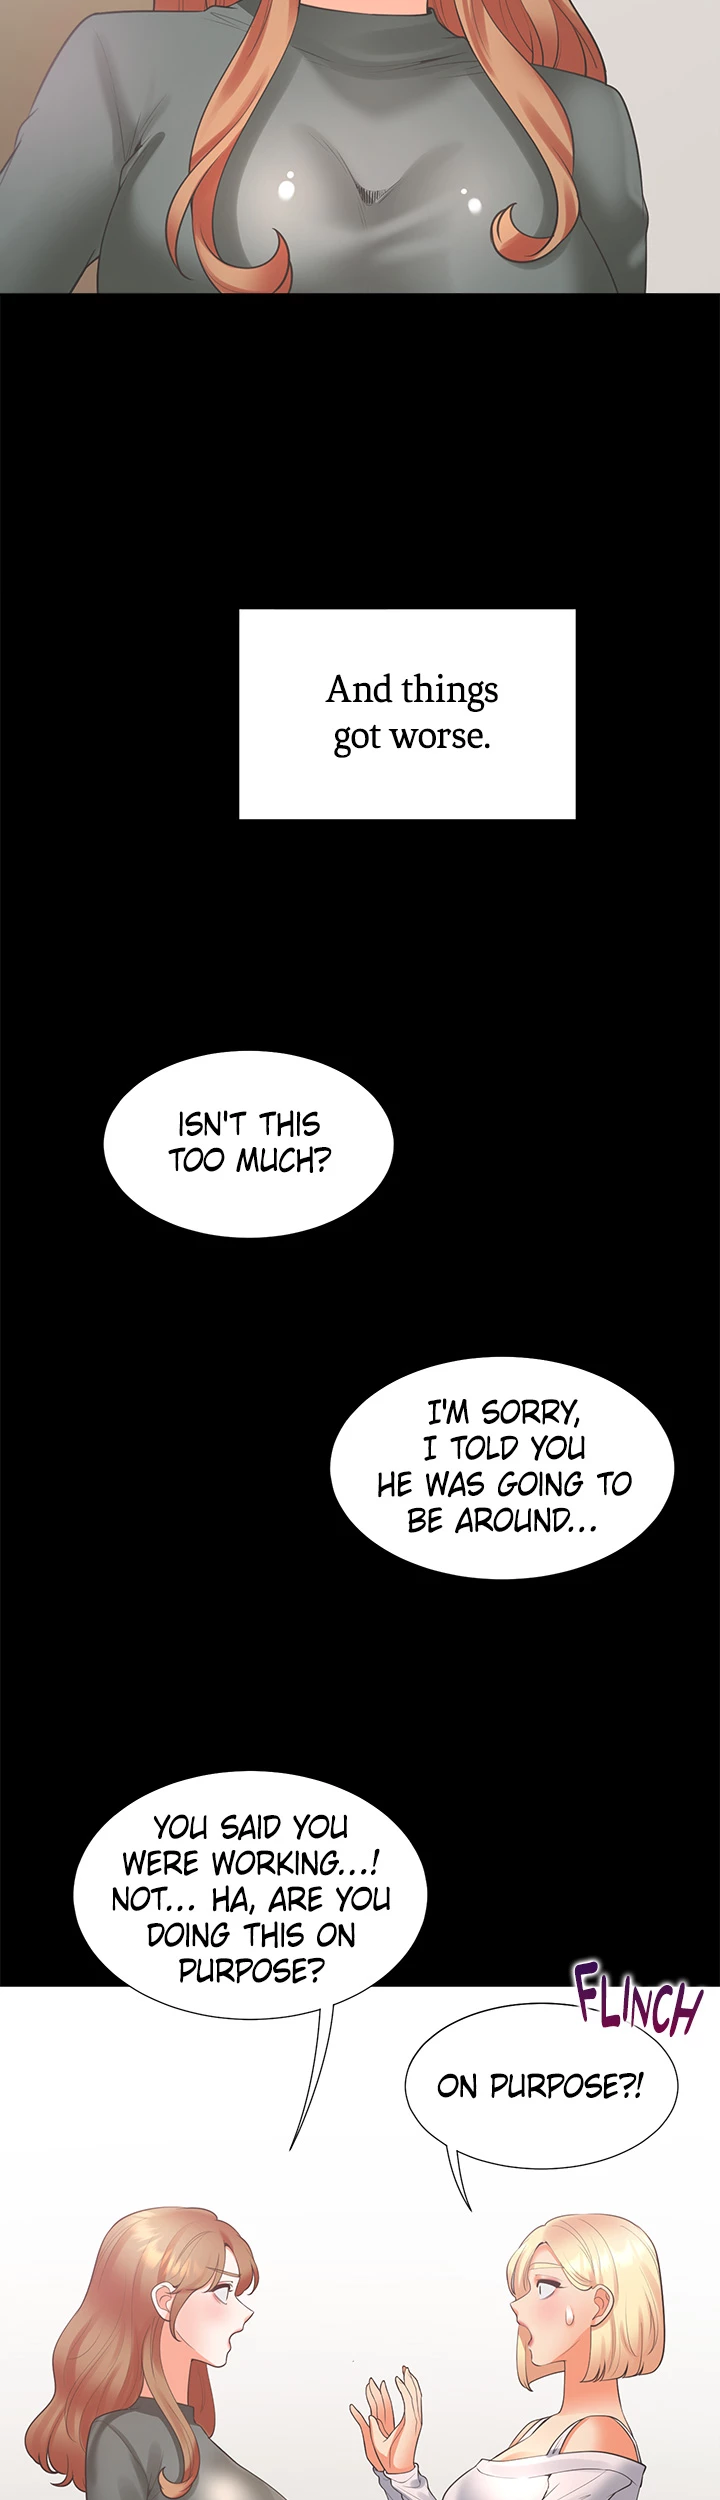 And things
got worse.
ISN'T THIS
TOO MUCH?
I'M SORRY,
I TOLD YOU
HE WAS GOING TO
BE AROUND...
YOU SAID YOU
WERE WORKING...!
NOT... HA, ARE YOU
DOING THIS ON
PURPOSE?
FLINCH
ON PURPOSE?!